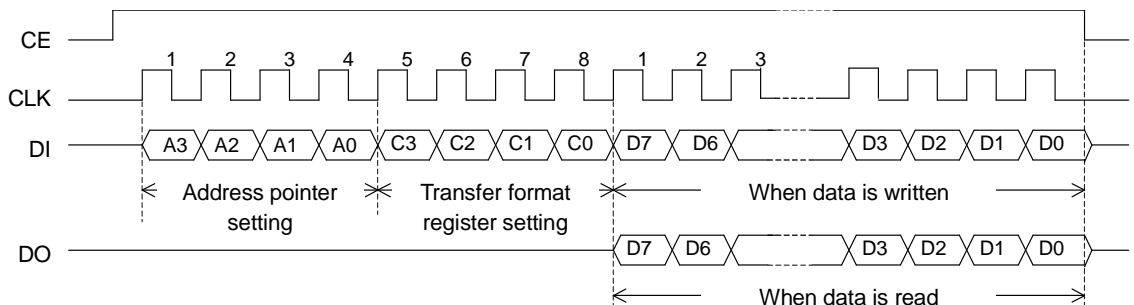 CE
1 2 3 4 5 6 7 8 1 2 3
CLK
DI A3 A2 A1 A0 C3 C2 C1 C0 D7 D6 D3 D2 D1 D0
Address pointer Transfer format When data is written
setting register setting
DO D7 D6 D3 D2 D1 D0
When data is read